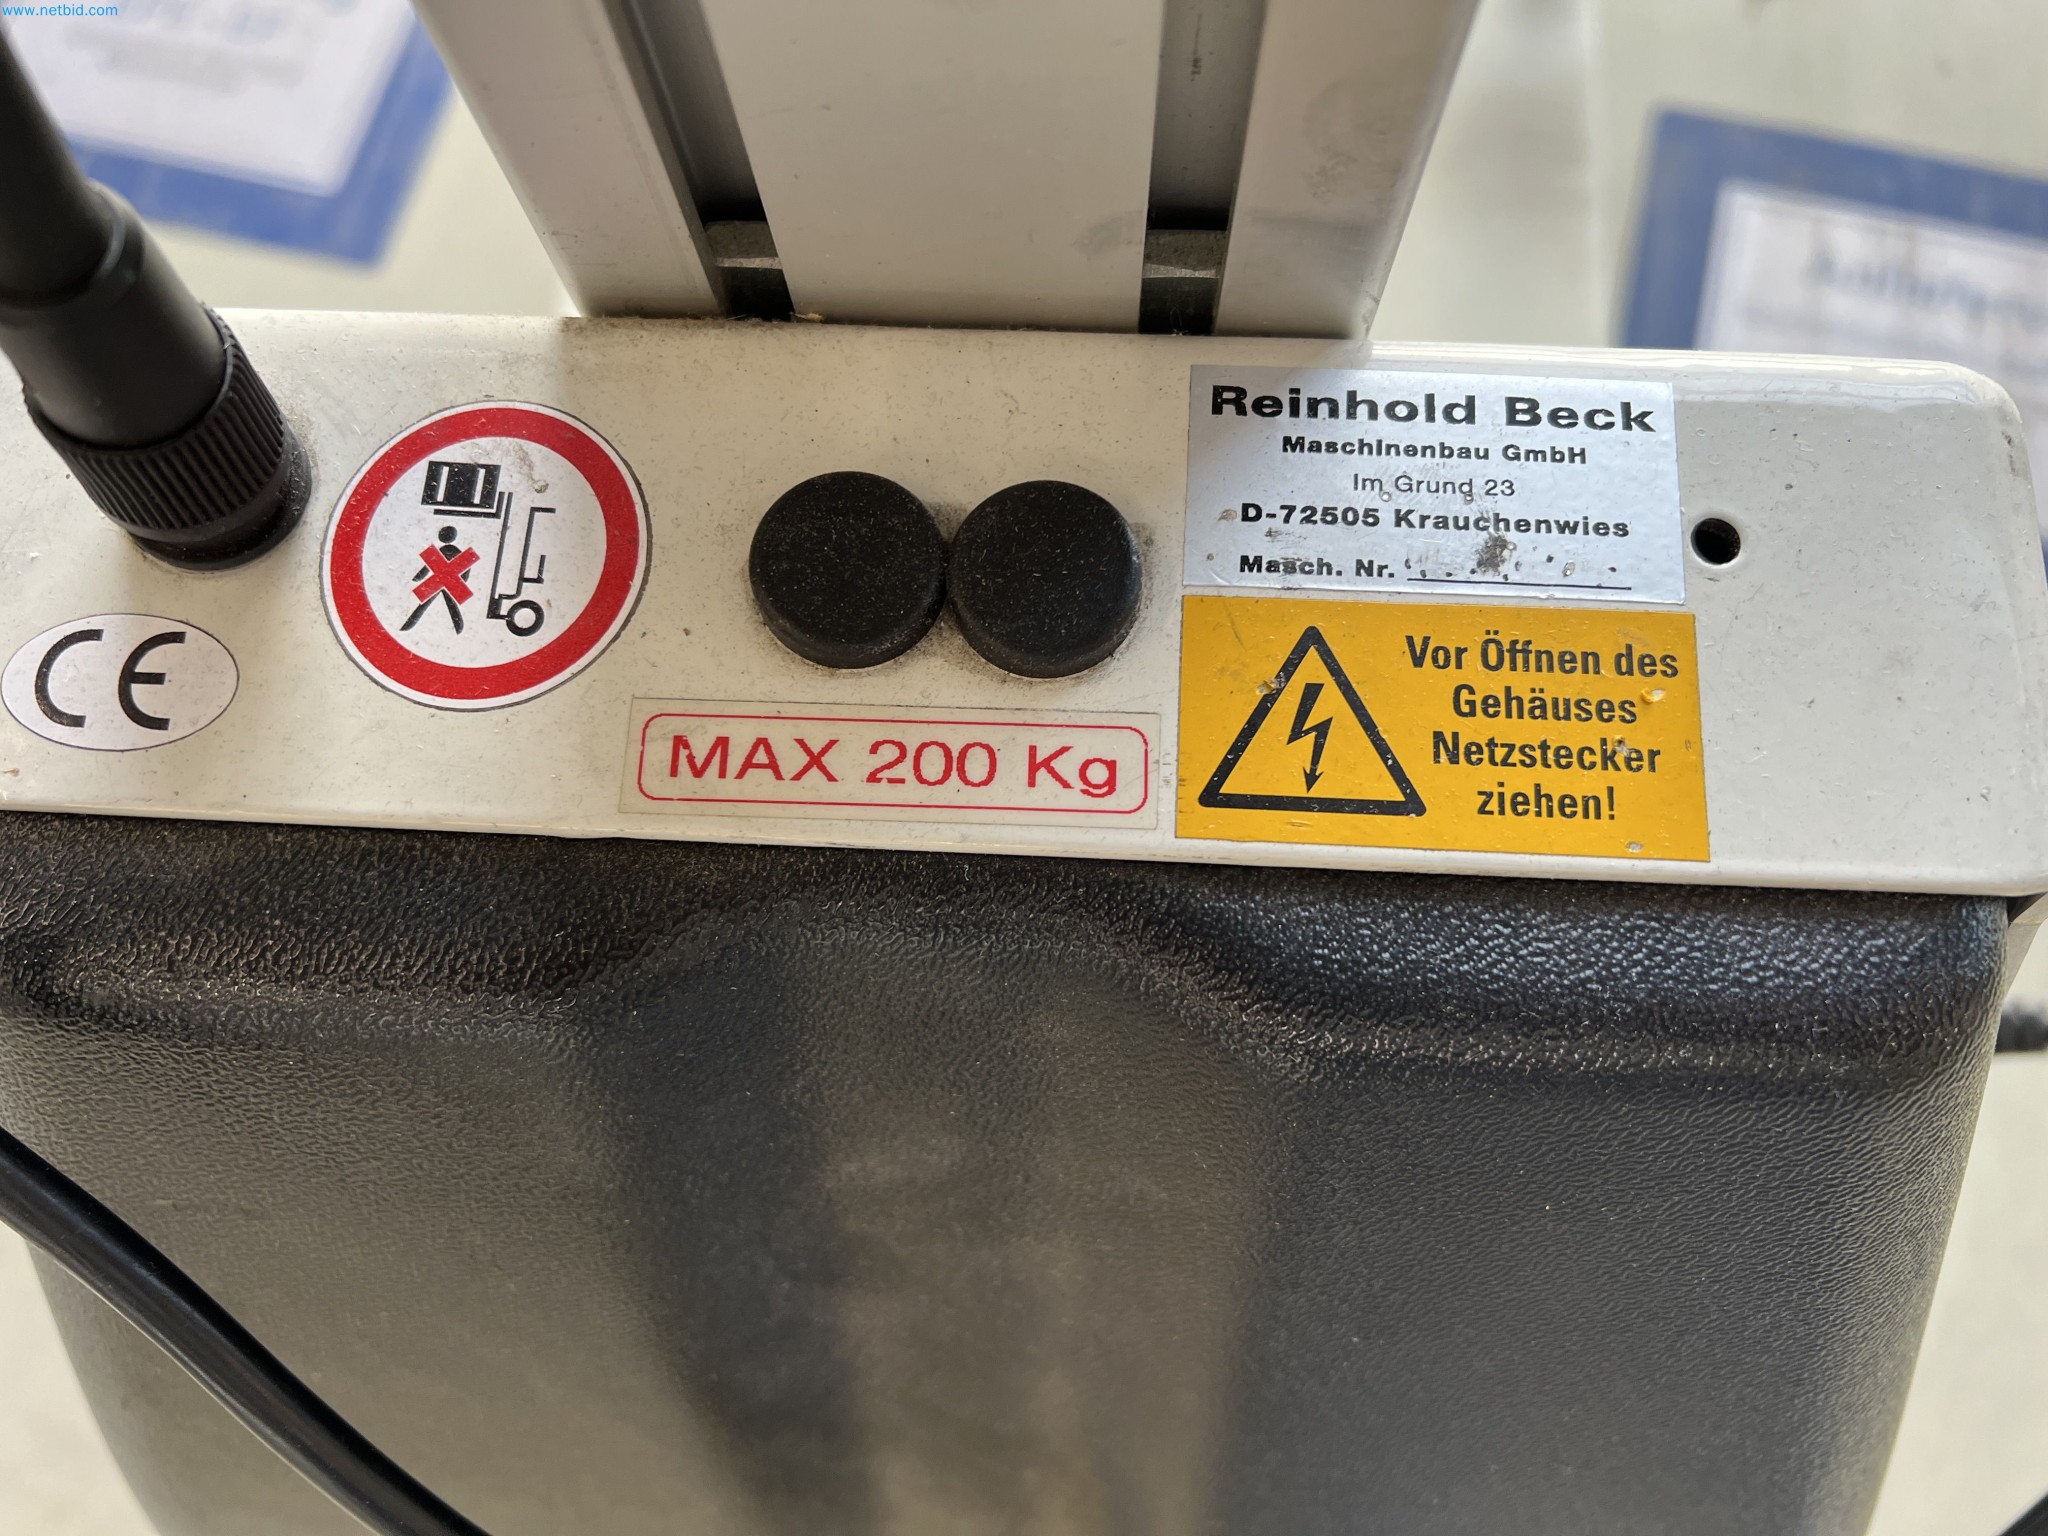 www.netbid.com
Reinhold Beck
Maschinenbau GmbH
Im Grund 23
D-72505 Krauchenwies
Masch. Nr.
CE
MAX 200 Kg
Vor Öffnen des
Gehäuses
Netzstecker
ziehen!